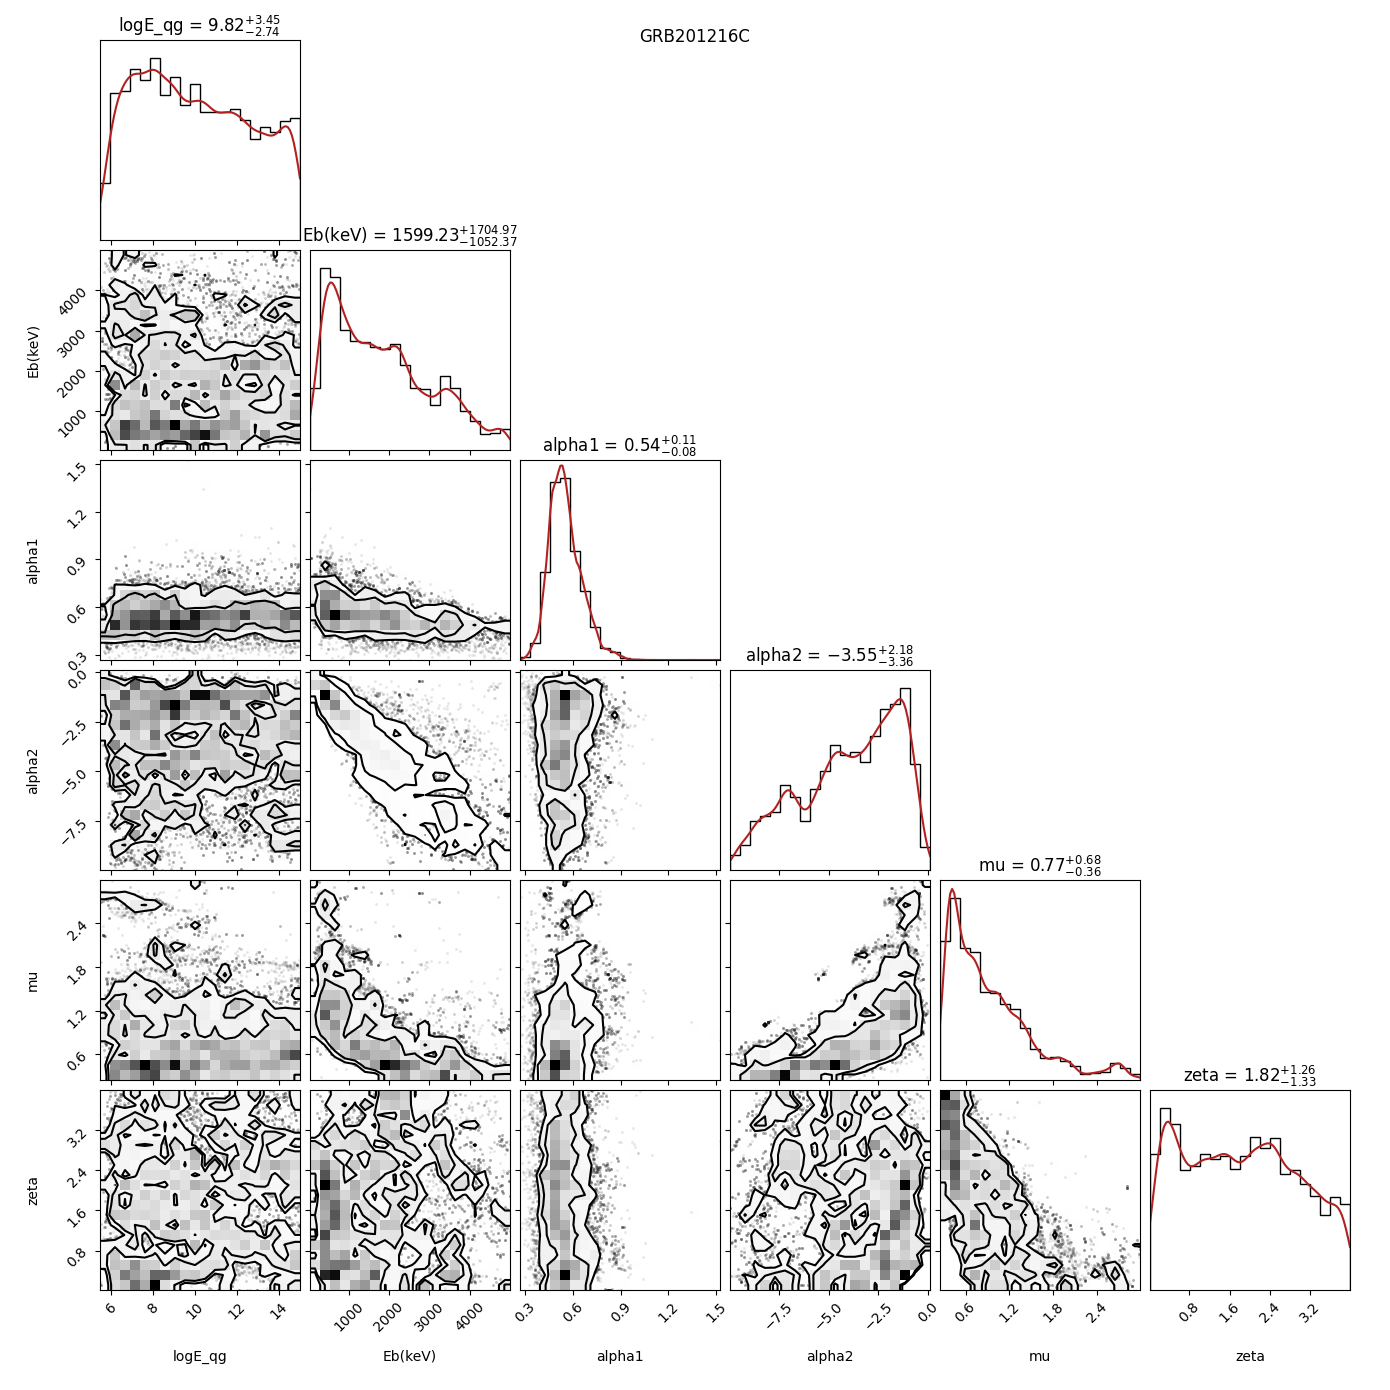 GRB201216C
logE_qg = 9.82+3.45 −2.74
Eb(keV) = 1599.23+1704.97 −1052.37
4000
3000
2000
1000
Eb(keV)
alpha1 = 0.54+0.11 −0.08
1.5
1.2
0.9
0.6
0.3
alpha1
alpha2 = −3.55+2.18 −3.36
0.0
−2.5
−5.0
−7.5
alpha2
mu = 0.77+0.68 −0.36
2.4
1.8
1.2
0.6
mu
zeta = 1.82+1.26 −1.33
3.2
2.4
1.6
0.8
zeta
6 8 10 12 14
1000 2000 3000 4000
0.3 0.6 0.9 1.2 1.5
−7.5 −5.0 −2.5 0.0
0.6 1.2 1.8 2.4
0.8 1.6 2.4 3.2
logE_qg Eb(keV) alpha1 alpha2 mu zeta